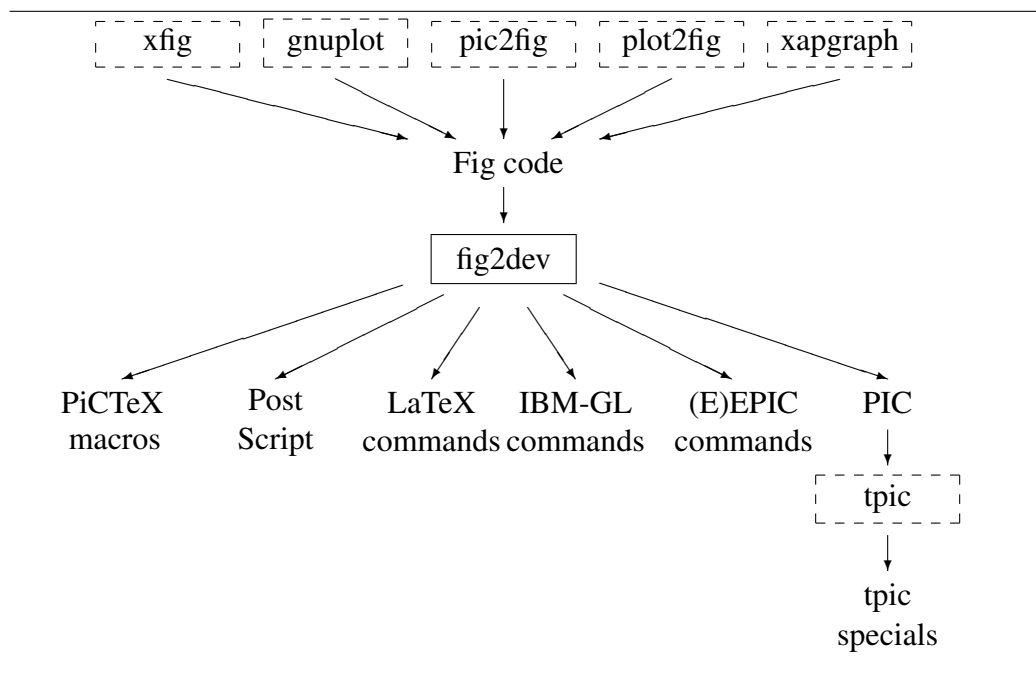 xfig gnuplot pic2fig plot2fig xapgraph
Fig code
fig2dev
PiCTeX
macros
Post
Script
LaTeX
commands
IBM-GL
commands
(E)EPIC
commands
PIC
tpic
tpic
specials